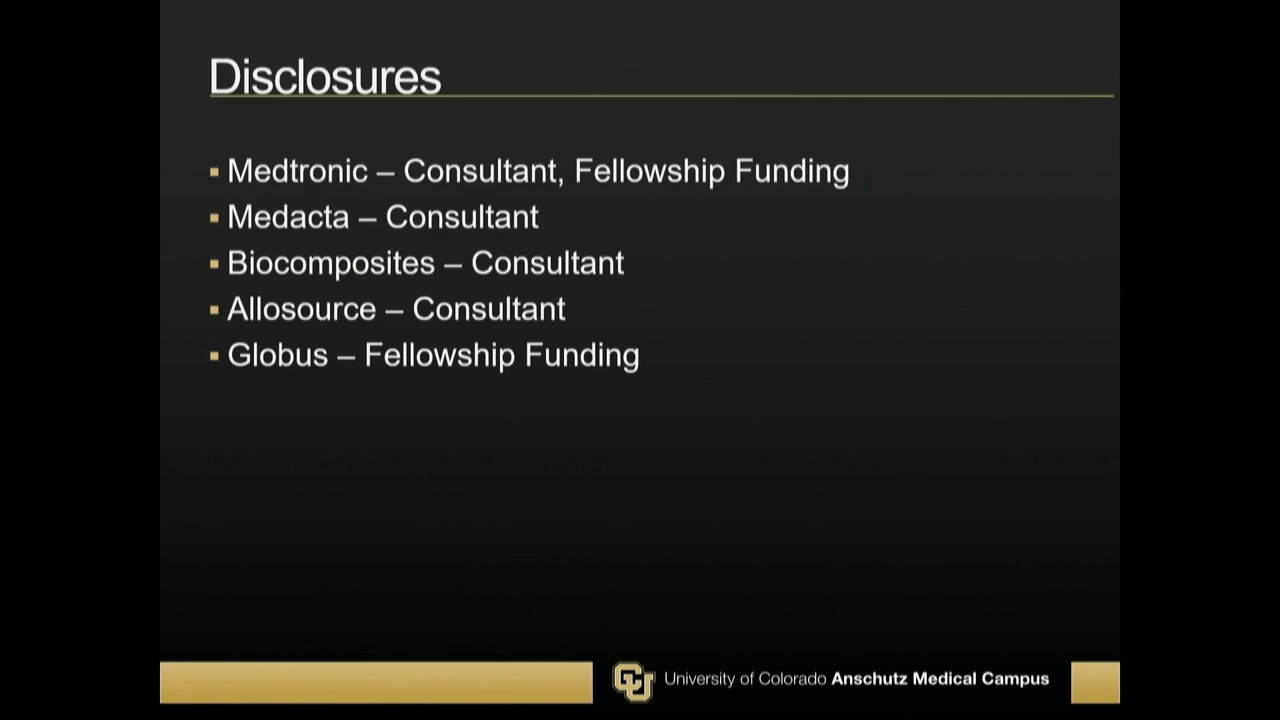 Disclosures
▪ Medtronic – Consultant, Fellowship Funding
▪ Medacta – Consultant
▪ Biocomposites – Consultant
▪ Allosource – Consultant
▪ Globus – Fellowship Funding
CU University of Colorado Anschutz Medical Campus